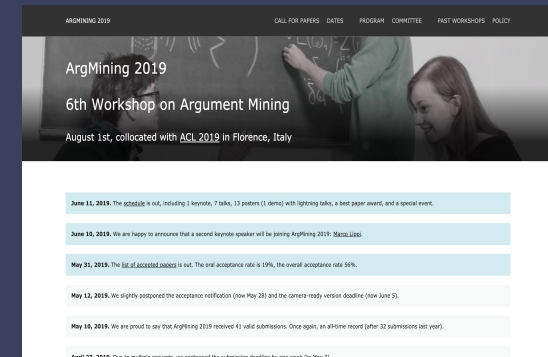 ARGMINING 2019 CALL FOR PAPERS DATES PROGRAM COMMITTEE PAST WORKSHOPS POLICY
ArgMining 2019
6th Workshop on Argument Mining
August 1st, collocated with ACL 2019 in Florence, Italy
June 11, 2019. The schedule is out, including 1 keynote, 7 talks, 13 posters (1 demo) with lightning talks, a best paper award, and a special event.
June 10, 2019. We are happy to announce that a second keynote speaker will be joining ArgMining 2019: Marco Lippi.
May 31, 2019. The list of accepted papers is out. The oral acceptance rate is 19%, the overall acceptance rate 56%.
May 12, 2019. We slightly postponed the acceptance notification (now May 28) and the camera-ready version deadline (now June 5).
May 10, 2019. We are proud to say that ArgMining 2019 received 41 valid submissions. Once again, an all-time record (after 32 submissions last year).